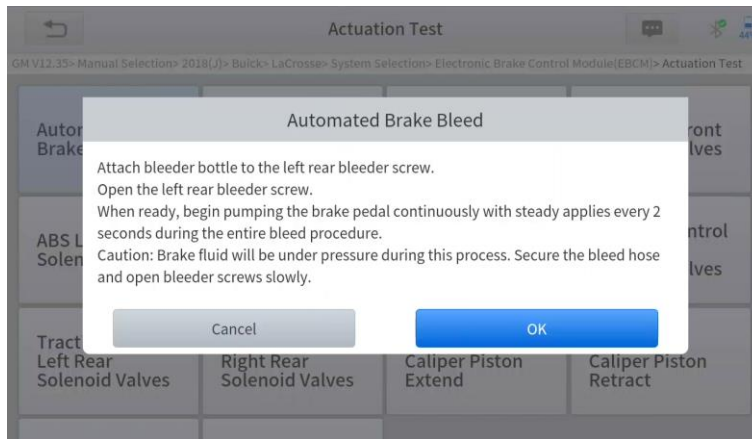 Actuation Test
GM V12.35> Manual Selection> 2018(J)> Buick> LaCrosse> System Selection> Electronic Brake Control Module(EBCM)> Actuation Test
Automated Brake Bleed
Attach bleeder bottle to the left rear bleeder screw.
Open the left rear bleeder screw.
When ready, begin pumping the brake pedal continuously with steady applies every 2
seconds during the entire bleed procedure.
Caution: Brake fluid will be under pressure during this process. Secure the bleed hose
and open bleeder screws slowly.
Cancel
OK
Autor
Brake
ront
lves
ABS L
Solen
ntrol
lves
Tract
Left Rear
Solenoid Valves
Right Rear
Solenoid Valves
Caliper Piston
Extend
Caliper Piston
Retract